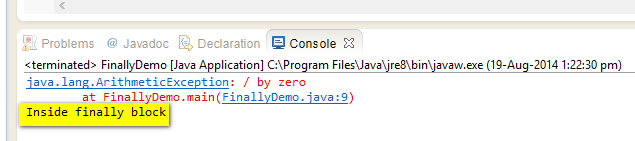 Problems @ Javadoc Declaration Console
<terminated> FinallyDemo [Java Application] C:\Program Files\Java\jre8\bin\javaw.exe (19-Aug-2014 1:22:30 pm)
java.lang.ArithmeticException: / by zero
at FinallyDemo.main(FinallyDemo.java:9)
Inside finally block